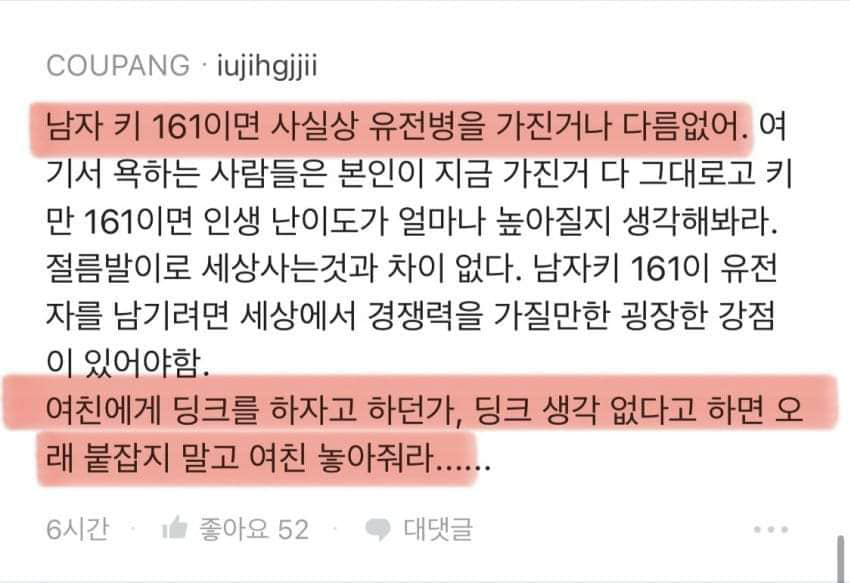 COUPANG · iujihgjjii
남자 키 161이면 사실상 유전병을 가진거나 다름없어. 여
기서 욕하는 사람들은 본인이 지금 가진거 다 그대로고 키
만 161이면 인생 난이도가 얼마나 높아질지 생각해봐라.
절름발이로 세상사는것과 차이 없다. 남자키 161이 유전
자를 남기려면 세상에서 경쟁력을 가질만한 굉장한 강점
이 있어야함.
여친에게 딩크를 하자고 하던가, 딩크 생각 없다고 하면 오
래 붙잡지 말고 여친 놓아줘라......
6시간 · 좋아요 52 · 대댓글